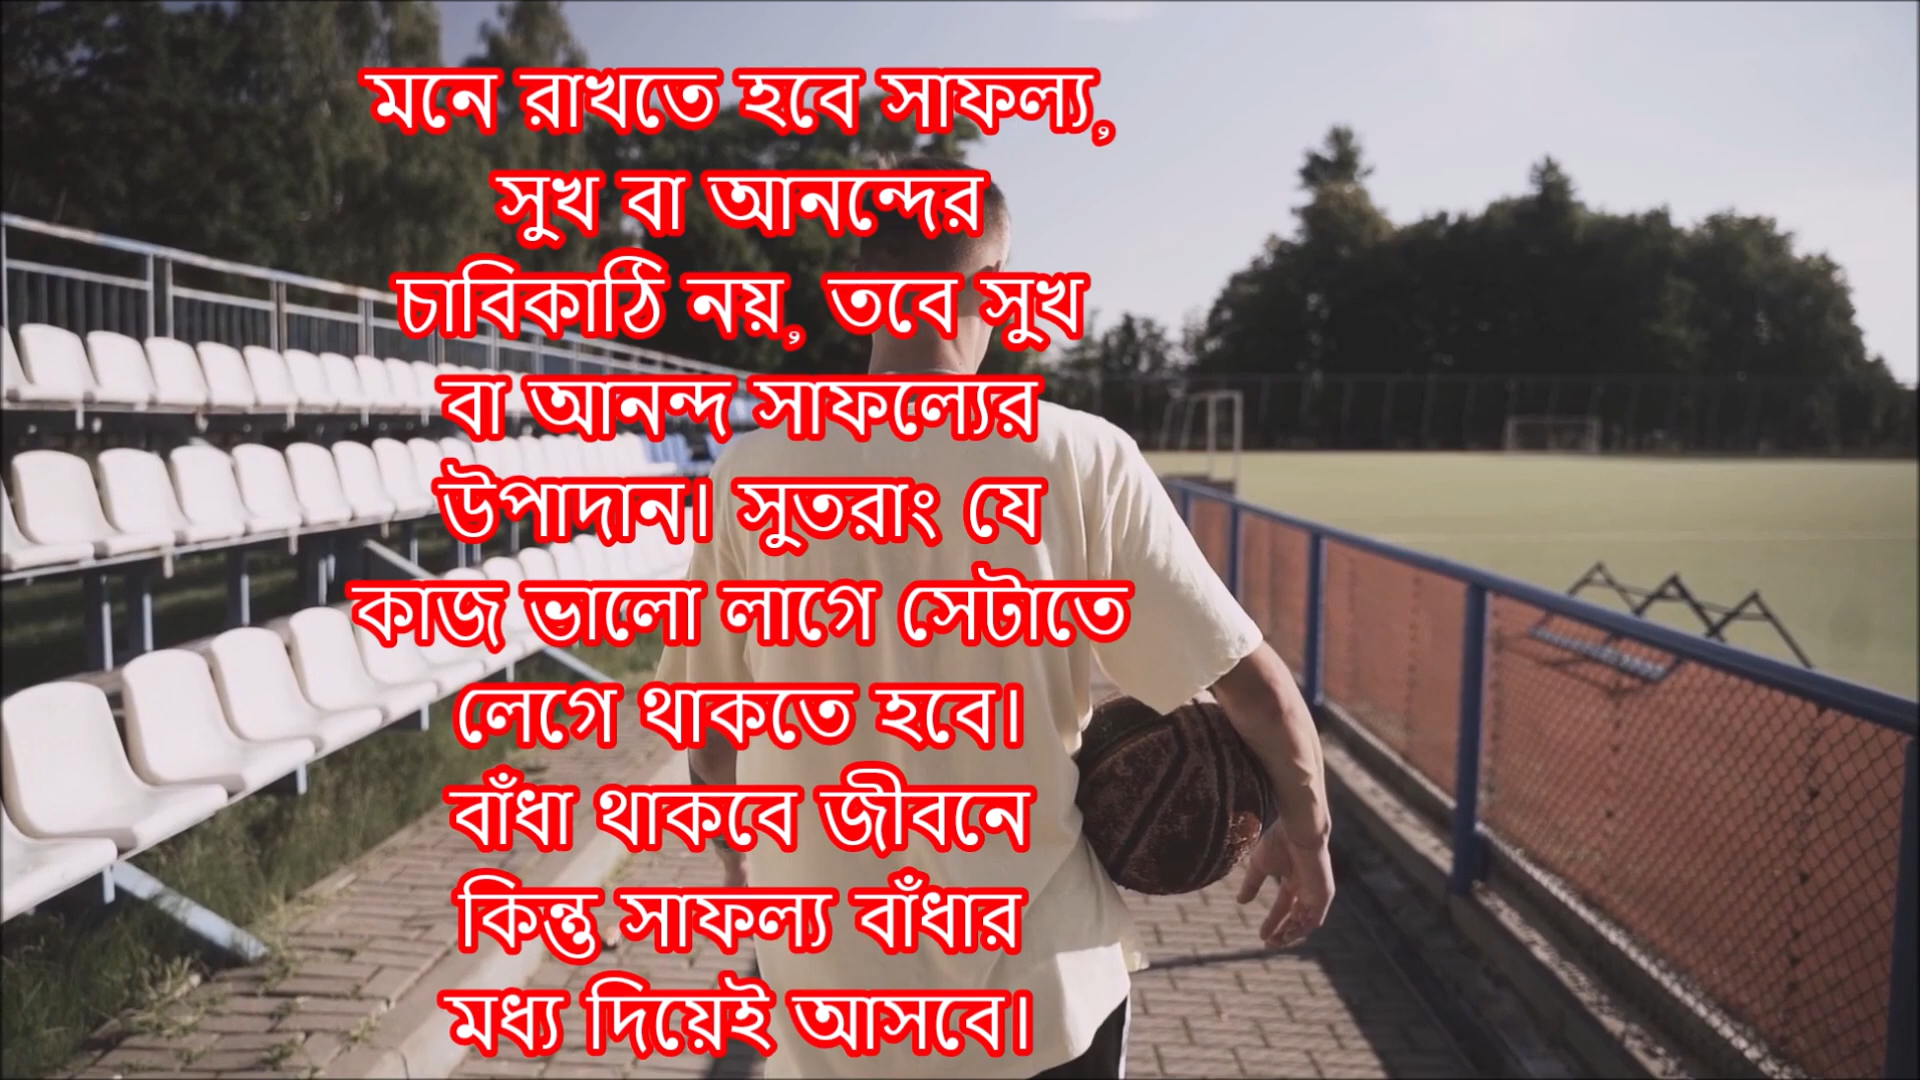 মনে রাখতে হবে সাফল্য,
সুখ বা আনন্দের
চাবিকাঠি নয়, তবে সুখ
বা আনন্দ সাফল্যের
উপাদান। সুতরাং যে
কাজ ভালো লাগে সেটাতে
লেগে থাকতে হবে।
বাঁধা থাকবে জীবনে
কিন্তু সাফল্য বাঁধার
মধ্য দিয়েই আসবে।